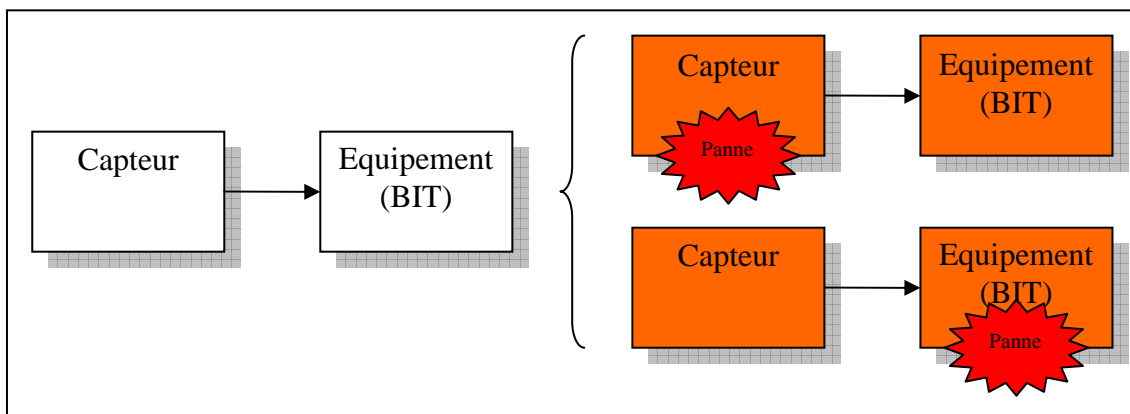 Capteur
Equipement
(BIT)
Capteur
Panne
Equipement
(BIT)
Capteur
Equipement
(BIT)
Panne